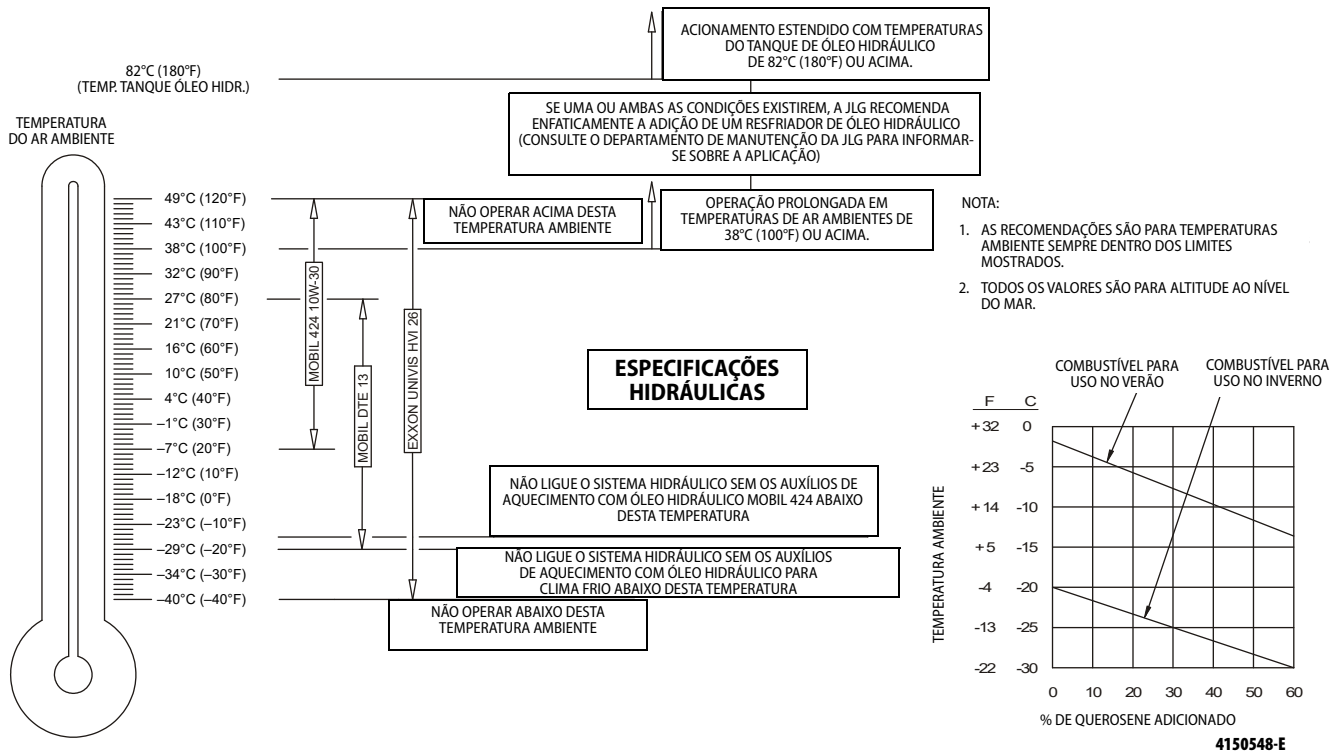 82°C (180°F)
(TEMP. TANQUE ÓLEO HIDR.)
ACIONAMENTO ESTENDIDO COM TEMPERATURAS
DO TANQUE DE ÓLEO HIDRÁULICO
DE 82°C (180°F) OU ACIMA.
SE UMA OU AMBAS AS CONDIÇÕES EXISTIREM, A JLG RECOMENDA
ENFATICAMENTE A ADIÇÃO DE UM RESFRIADOR DE ÓLEO HIDRÁULICO
(CONSULTE O DEPARTAMENTO DE MANUTENÇÃO DA JLG PARA INFORMAR-
SE SOBRE A APLICAÇÃO)
TEMPERATURA
DO AR AMBIENTE
49°C (120°F)
43°C (110°F)
38°C (100°F)
32°C (90°F)
27°C (80°F)
21°C (70°F)
16°C (60°F)
10°C (50°F)
4°C (40°F)
–1°C (30°F)
–7°C (20°F)
–12°C (10°F)
–18°C (0°F)
–23°C (–10°F)
–29°C (–20°F)
–34°C (–30°F)
–40°C (–40°F)
MOBIL 424 10W-30
MOBIL DTE 13
EXXON UNIVIS HVI 26
NÃO OPERAR ACIMA DESTA
TEMPERATURA AMBIENTE
OPERAÇÃO PROLONGADA EM
TEMPERATURAS DE AR AMBIENTES DE
38°C (100°F) OU ACIMA.
ESPECIFICAÇÕES
HIDRÁULICAS
NÃO LIGUE O SISTEMA HIDRÁULICO SEM OS AUXÍLIOS DE
AQUECIMENTO COM ÓLEO HIDRÁULICO MOBIL 424 ABAIXO
DESTA TEMPERATURA
NÃO LIGUE O SISTEMA HIDRÁULICO SEM OS AUXÍLIOS
DE AQUECIMENTO COM ÓLEO HIDRÁULICO PARA
CLIMA FRIO ABAIXO DESTA TEMPERATURA
NÃO OPERAR ABAIXO DESTA
TEMPERATURA AMBIENTE
NOTA:
1. AS RECOMENDAÇÕES SÃO PARA TEMPERATURAS
AMBIENTE SEMPRE DENTRO DOS LIMITES
MOSTRADOS.
2. TODOS OS VALORES SÃO PARA ALTITUDE AO NÍVEL
DO MAR.
COMBUSTÍVEL PARA
USO NO VERÃO
COMBUSTÍVEL PARA
USO NO INVERNO
F C
+32 0
+23 -5
+14 -10
+5 -15
-4 -20
-13 -25
-22 -30
TEMPERATURA AMBIENTE
0 10 20 30 40 50 60
% DE QUEROSENE ADICIONADO
4150548-E